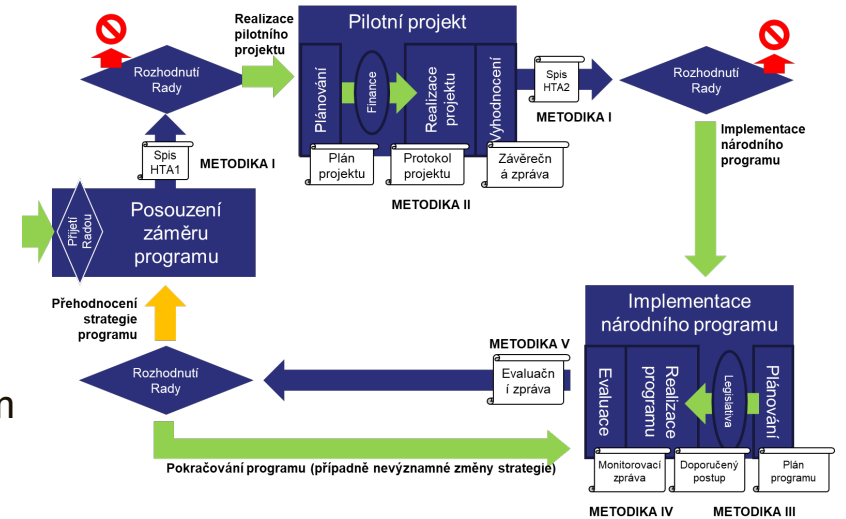 Realizace
pilotního
projektu
Pilotní projekt
Rozhodnutí
Rady
Plánování
Finance
Realizace
projektu
Vyhodnocení
Spis
HTA2
Rozhodnutí
Rady
METODIKA I
Spis
HTA1
METODIKA I
Plán
projektu
Protokol
projektu
Závěrečn
á zpráva
METODIKA II
Implementace
národního
programu
Přijetí
Radou
Posouzení
záměru
programu
Přehodnocení
strategie
programu
Implementace
národního programu
METODIKA V
Evaluačn
í zpráva
Rozhodnutí
Rady
Evaluace
Realizace
programu
Legislativa
Plánování
m
Pokračování programu (případně nevýznamné změny strategie)
Monitorovací
zpráva
Doporučený
postup
Plán
programu
METODIKA IV
METODIKA III